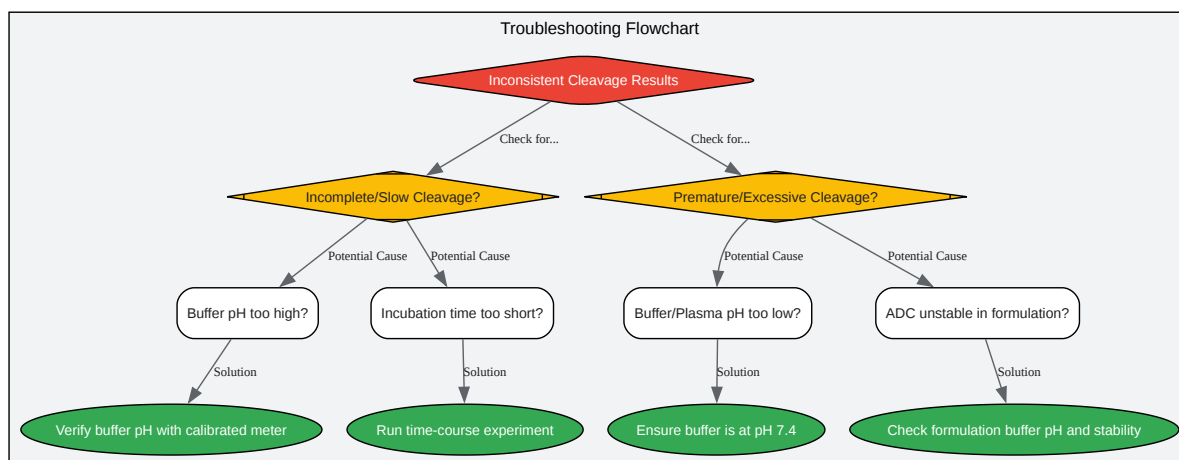 Troubleshooting Flowchart
Inconsistent Cleavage Results
Check for...
Check for...
Incomplete/Slow Cleavage?
Premature/Excessive Cleavage?
Potential Cause
Potential Cause
Potential Cause
Potential Cause
Buffer pH too high?
Incubation time too short?
Buffer/Plasma pH too low?
ADC unstable in formulation?
Solution
Solution
Solution
Solution
Verify buffer pH with calibrated meter
Run time-course experiment
Ensure buffer is at pH 7.4
Check formulation buffer pH and stability